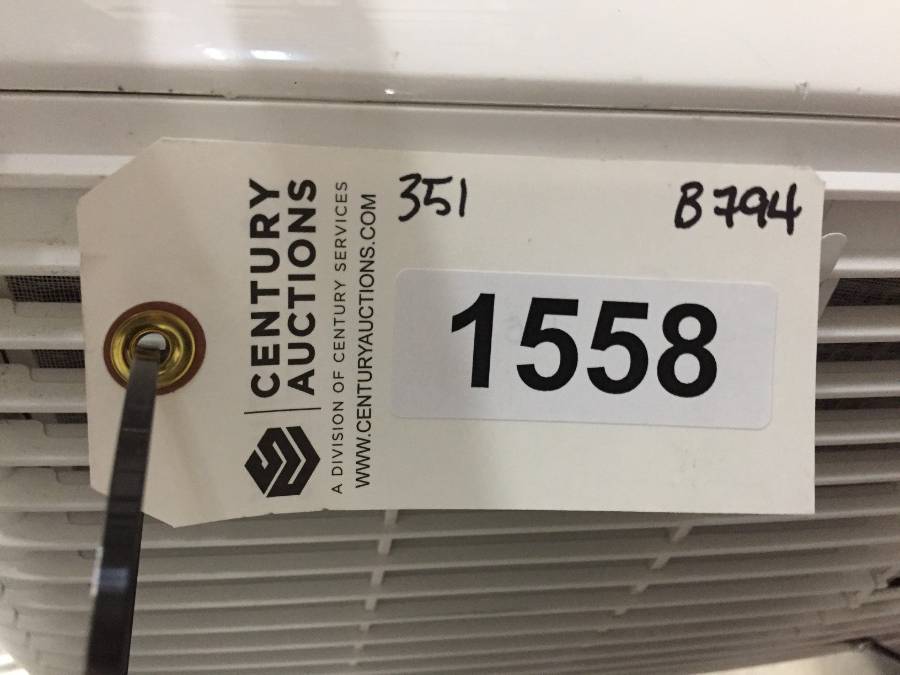 351
B794
1558
CENTURY
AUCTIONS
A DIVISION OF CENTURY SERVICES
WWW.CENTURYAUCTIONS.COM